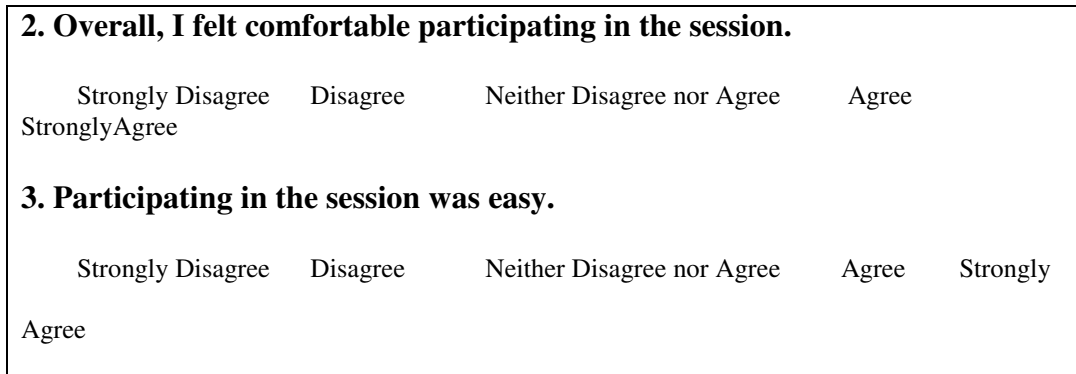 2. Overall, I felt comfortable participating in the session.
Strongly Disagree Disagree Neither Disagree nor Agree Agree
StronglyAgree
3. Participating in the session was easy.
Strongly Disagree Disagree Neither Disagree nor Agree Agree Strongly
Agree